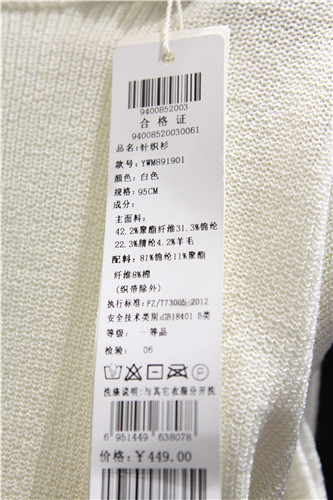 9400852003
合格证
94008520030061
品名:针织衫
款号:YWM891901
颜色:白色
规格:95CM
成分:
主面料:
42.2%聚酯纤维31.3%锦纶
22.3%腈纶4.2%羊毛
配料:81%锦纶11%聚酯
纤维8%棉
(织带除外)
执行标准:FZ/T73005-2012
安全技术类别:GB18401 B类
等级: 一等品
检验: 06
洗涤说明:与其它收服分开洗
6 951449 638078
价格:¥449.00